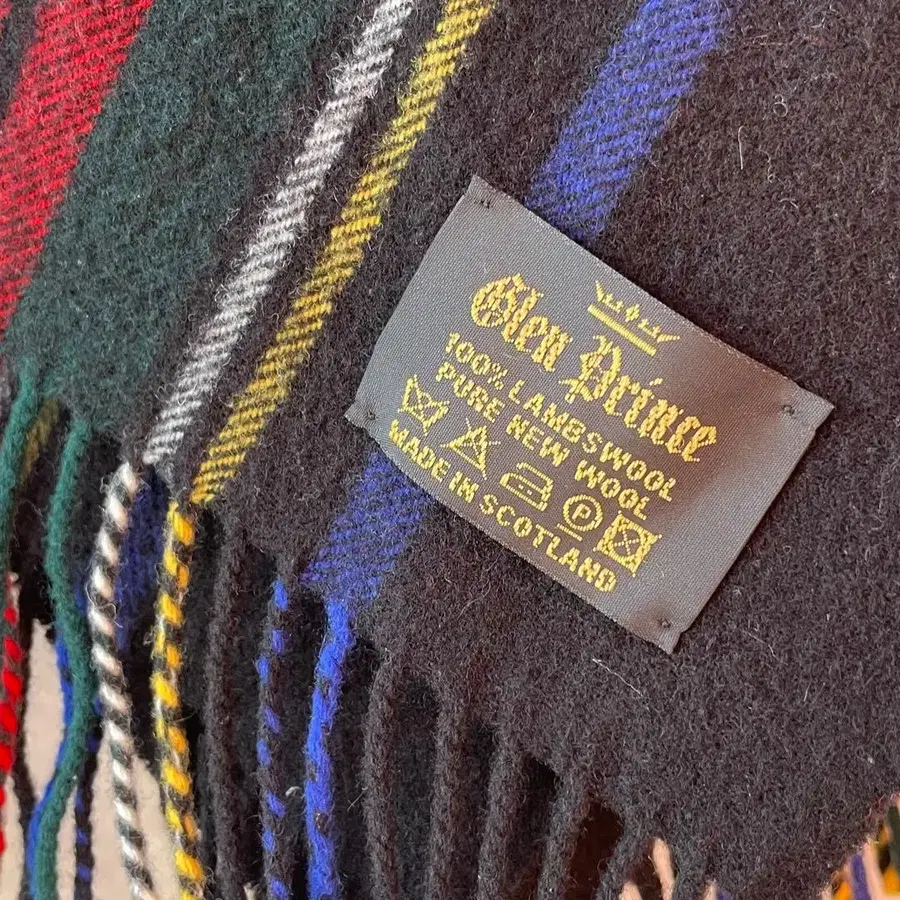 Glen Prince
100% LAMBSWOOL
PURE NEW WOOL
P
MADE IN SCOTLAND